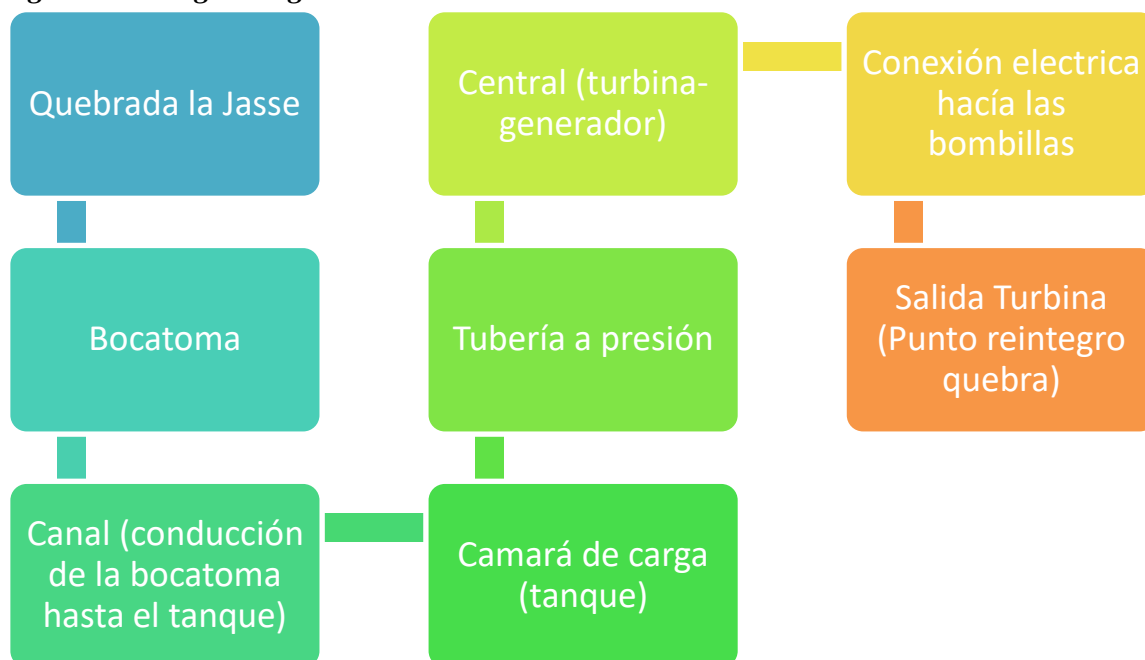 Quebrada la Jasse
Bocatoma
Canal (conducción
de la bocatoma
hasta el tanque)
Camará de carga
(tanque)
Tubería a presión
Central (turbina-
generador)
Conexión electrica
hacía las
bombillas
Salida Turbina
(Punto reintegro
quebra)